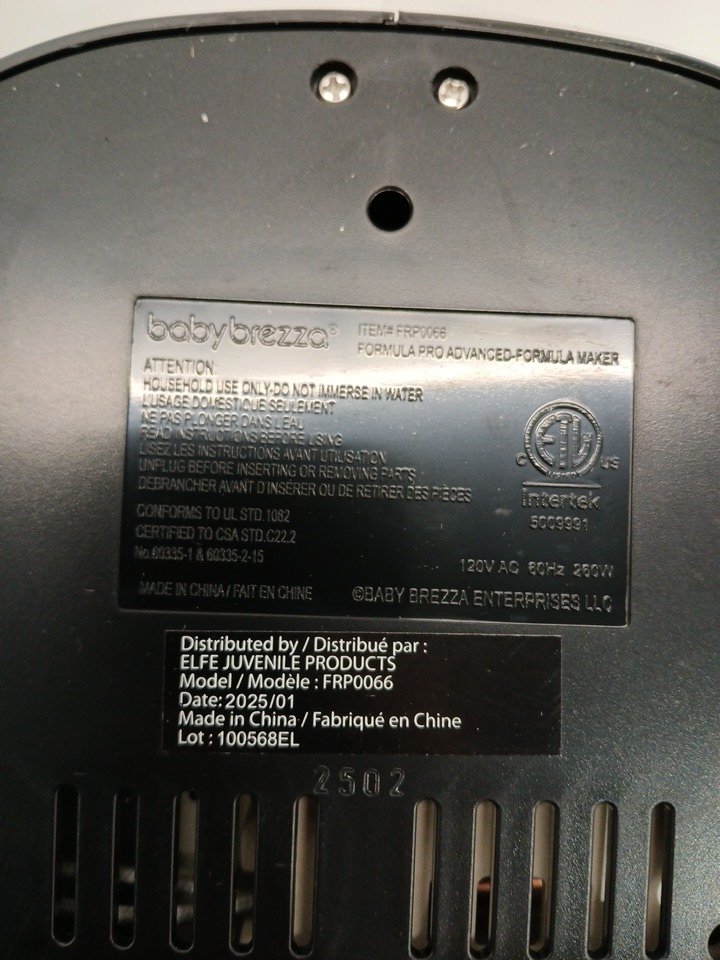 babybrezza®
ITEM# FRP0066
FORMULA PRO ADVANCED-FORMULA MAKER
ATTENTION:
HOUSEHOLD USE ONLY-DO NOT IMMERSE IN WATER
L'USAGE DOMESTIQUE SEULEMENT
NE PAS PLONGER DANS L'EAU
READ INSTRUCTIONS BEFORE USING
LISEZ LES INSTRUCTIONS AVANT UTILISATION
UNPLUG BEFORE INSERTING OR REMOVING PARTS
DEBRANCHER AVANT D'INSÉRER OU DE RETIRER DES PIÈCES
CONFORMS TO UL STD.1082
CERTIFIED TO CSA STD.C22.2
No.60335-1 & 60335-2-15
MADE IN CHINA / FAIT EN CHINE
C US
Intertek
5009991
120V AC 60Hz 260W
©BABY BREZZA ENTERPRISES LLC
Distributed by / Distribué par :
ELFE JUVENILE PRODUCTS
Model / Modèle : FRP0066
Date: 2025/01
Made in China / Fabriqué en Chine
Lot : 100568EL
2502